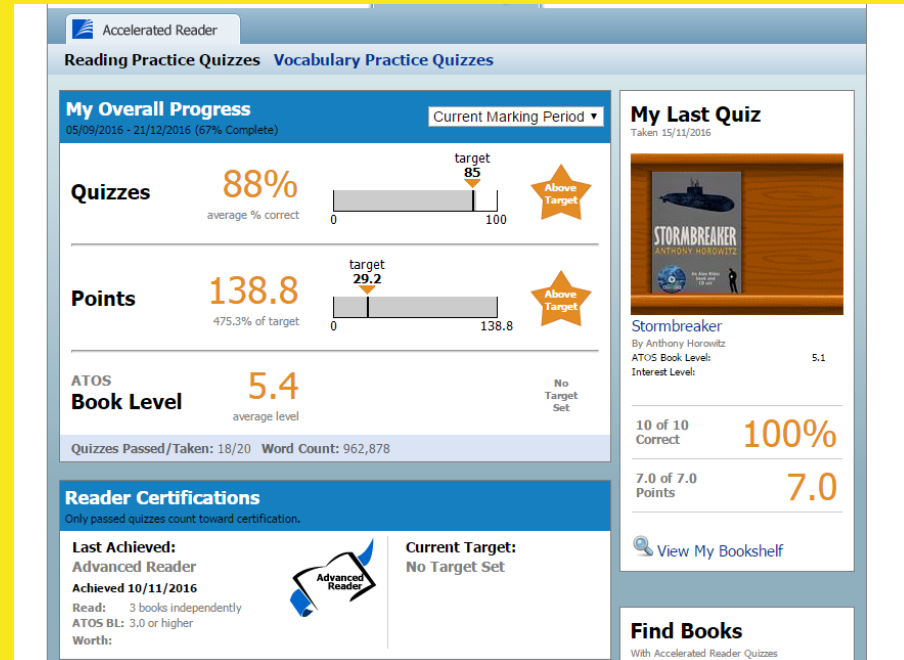 Accelerated Reader
Reading Practice Quizzes Vocabulary Practice Quizzes
My Overall Progress
05/09/2016 - 21/12/2016 (67% Complete)
Current Marking Period
Quizzes
88%
average % correct
target
85
0
100
Above
Target
Points
138.8
475.3% of target
target
29.2
0
138.8
Above
Target
ATOS
Book Level
5.4
average level
No
Target
Set
Quizzes Passed/Taken: 18/20 Word Count: 962,878
Reader Certifications
Only passed quizzes count toward certification.
Last Achieved:
Advanced Reader
Achieved 10/11/2016
Read: 3 books independently
ATOS BL: 3.0 or higher
Worth:
Advanced
Reader
Current Target:
No Target Set
My Last Quiz
Taken 15/11/2016
STORMBREAKER
ANTHONY HOROWITZ
Stormbreaker
By Anthony Horowitz
ATOS Book Level: 5.1
Interest Level:
10 of 10
Correct
100%
7.0 of 7.0
Points
7.0
View My Bookshelf
Find Books
With Accelerated Reader Quizzes